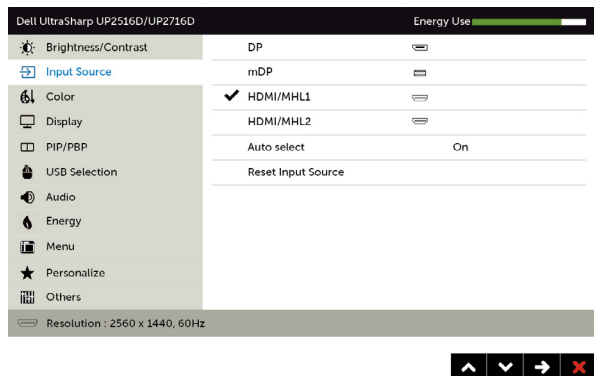 Dell UltraSharp UP2516D/UP2716D Energy Use
Brightness/Contrast DP
Input Source mDP
Color HDMI/MHL1
Display HDMI/MHL2
PIP/PBP Auto select On
USB Selection Reset Input Source
Audio
Energy
Menu
Personalize
Others
Resolution : 2560 x 1440, 60Hz